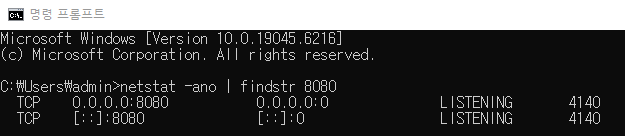 명령 프롬프트
Microsoft Windows [Version 10.0.19045.6216]
(c) Microsoft Corporation. All rights reserved.
C:₩Users₩admin>netstat -ano | findstr 8080
TCP 0.0.0.0:8080 0.0.0.0:0 LISTENING 4140
TCP [::]:8080 [::]:0 LISTENING 4140